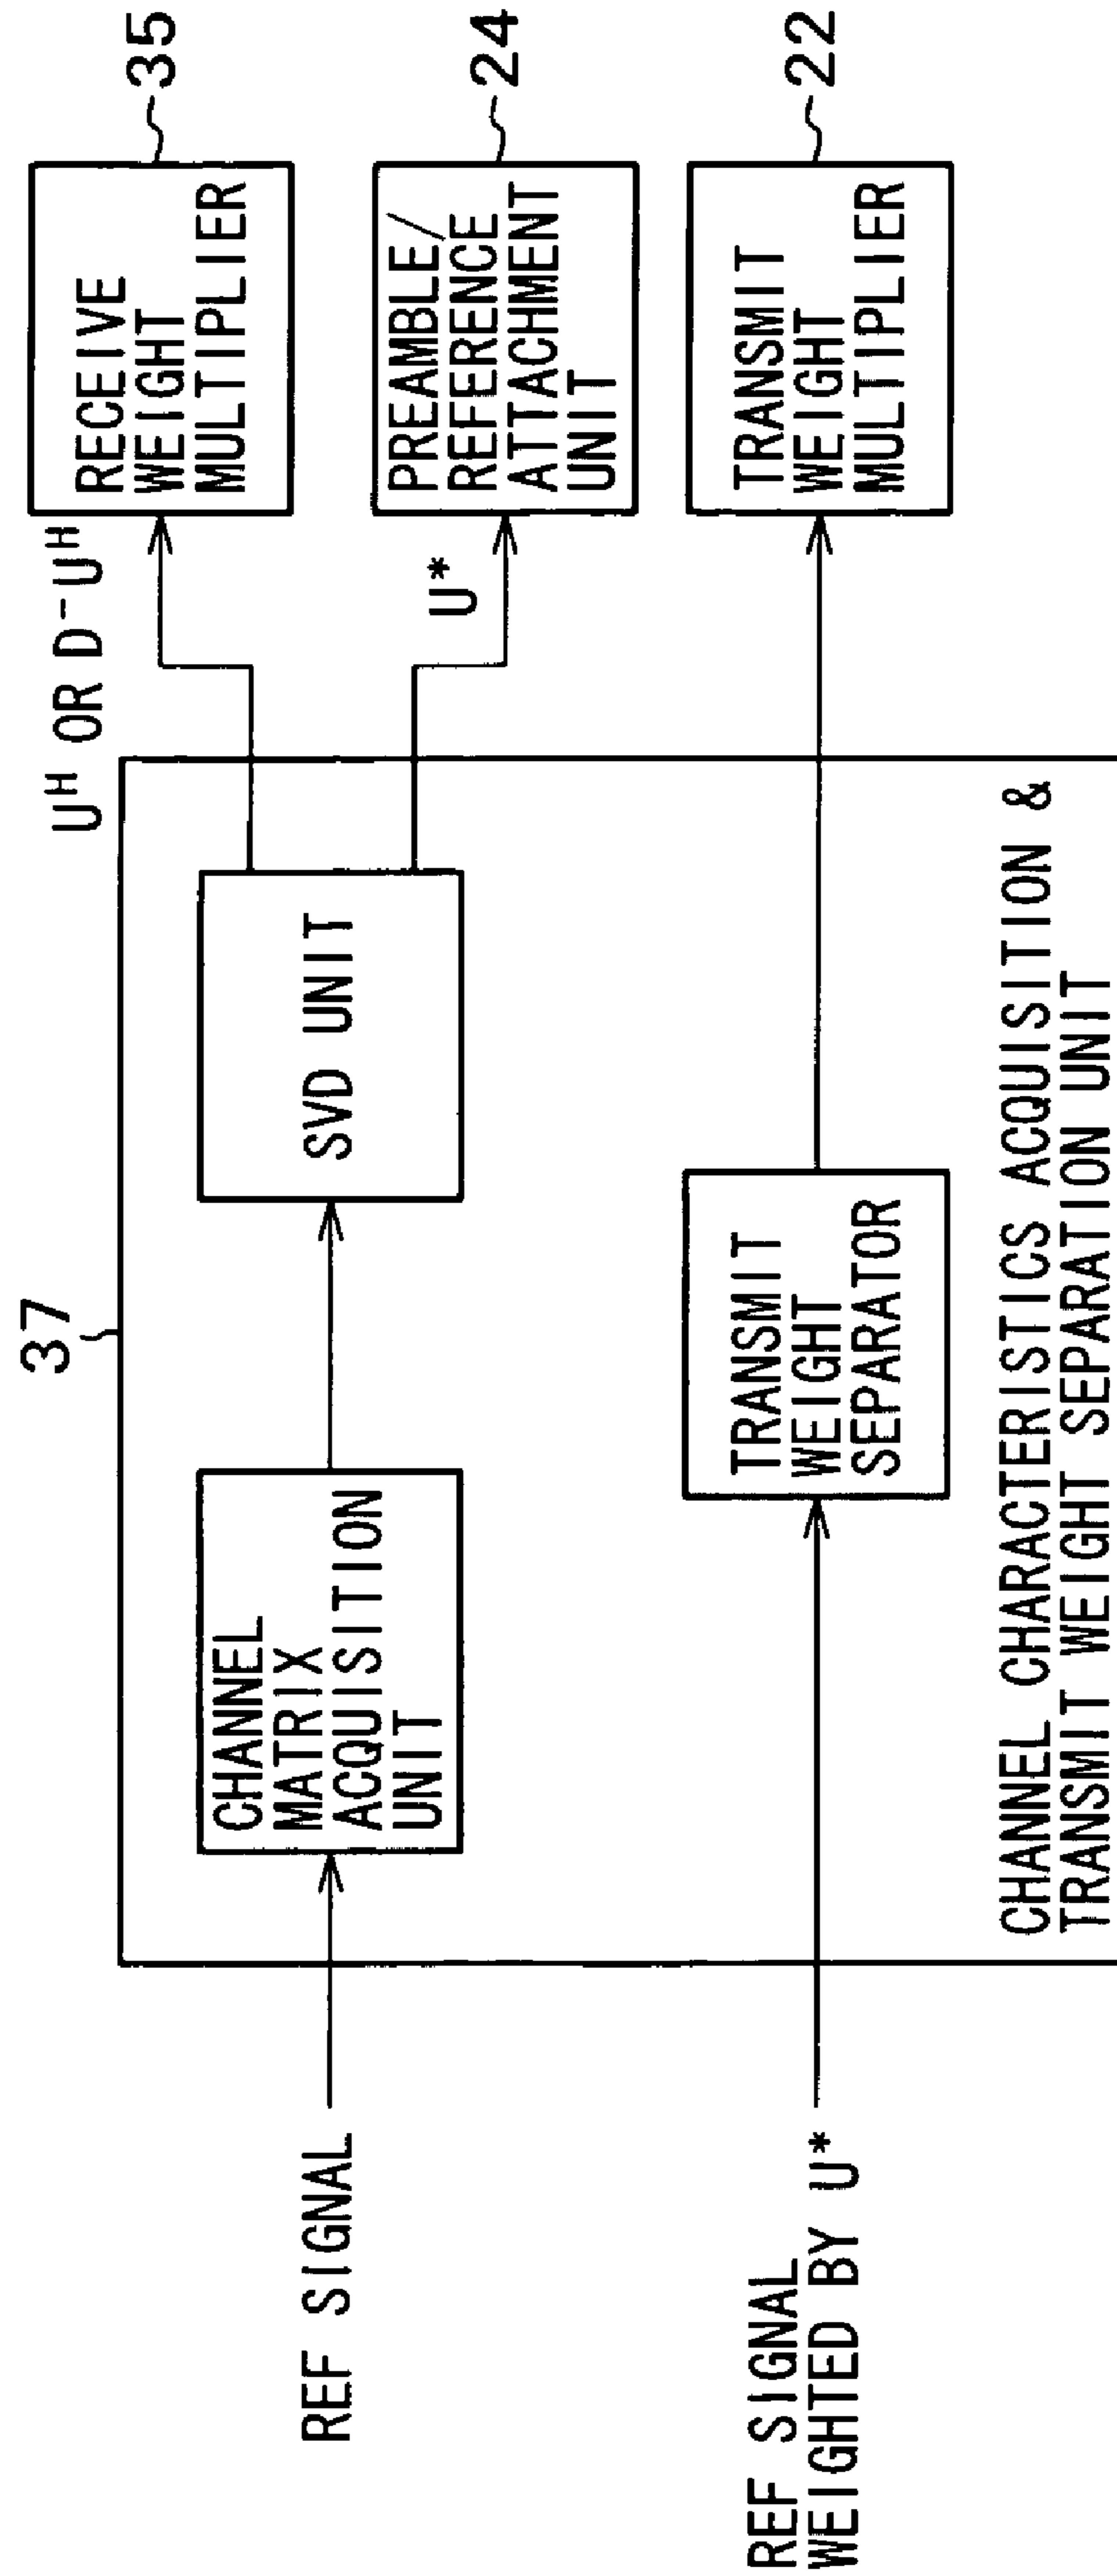 37
REF SIGNAL
CHANNEL
MATRIX
ACQUISITION
UNIT
SVD UNIT
Uᴴ OR D⁻Uᴴ
RECEIVE
WEIGHT
MULTIPLIER
35
U*
PREAMBLE/
REFERENCE
ATTACHMENT
UNIT
24
REF SIGNAL
WEIGHTED BY U*
TRANSMIT
WEIGHT
SEPARATOR
TRANSMIT
WEIGHT
MULTIPLIER
22
CHANNEL CHARACTERISTICS ACQUISITION &
TRANSMIT WEIGHT SEPARATION UNIT